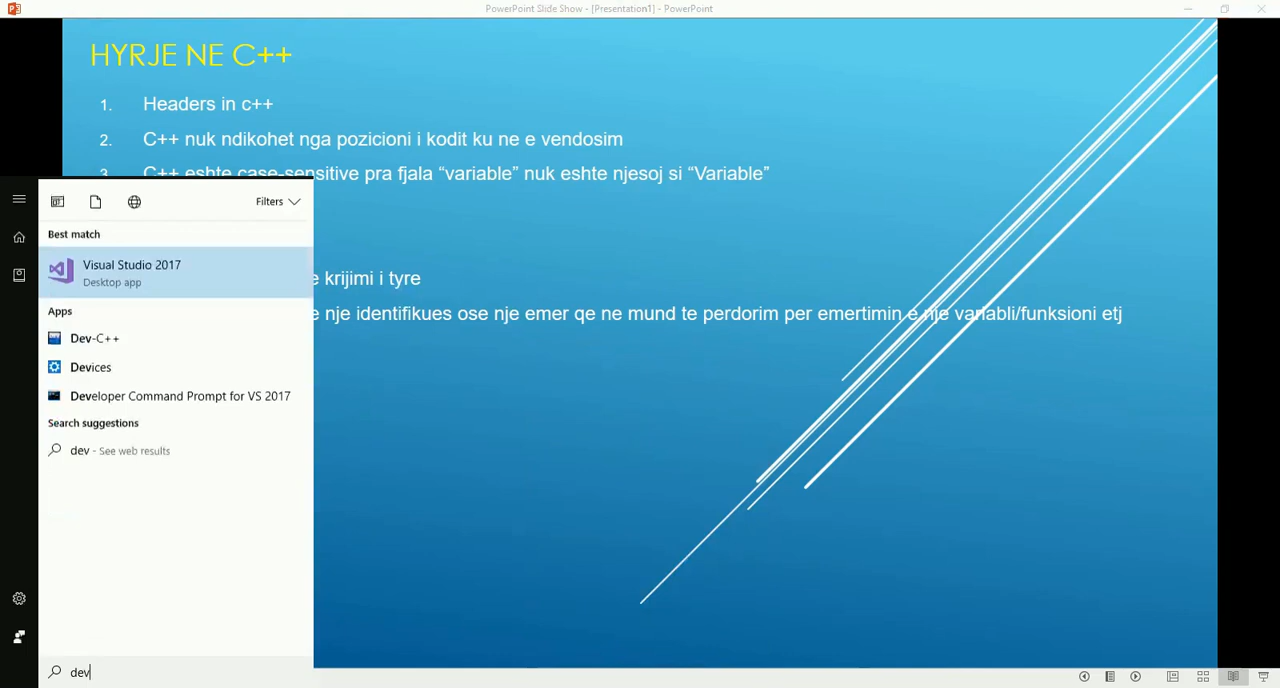 PowerPoint Slide Show - [Presentation1] - PowerPoint
HYRJE NE C++
1. Headers in c++
2. C++ nuk ndikohet nga pozicioni i kodit ku ne e vendosim
3. C++ eshte case-sensitive pra fjala “variable” nuk eshte njesoj si “Variable”
krijimi i tyre
nje identifikues ose nje emer qe ne mund te perdorim per emertimin e nje variabli/funksioni etj
Filters
Best match
Visual Studio 2017
Desktop app
Apps
Dev-C++
Devices
Developer Command Prompt for VS 2017
Search suggestions
dev - See web results
dev